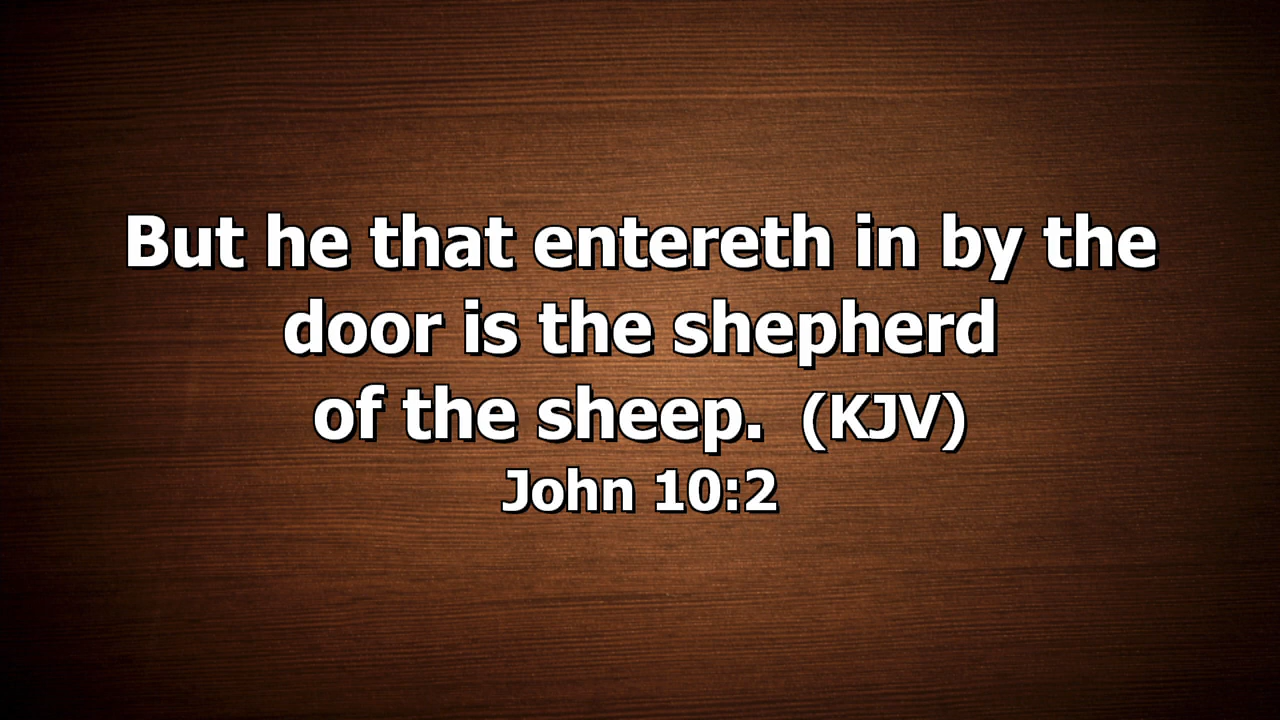 But he that entereth in by the
door is the shepherd
of the sheep.  (KJV)
John 10:2